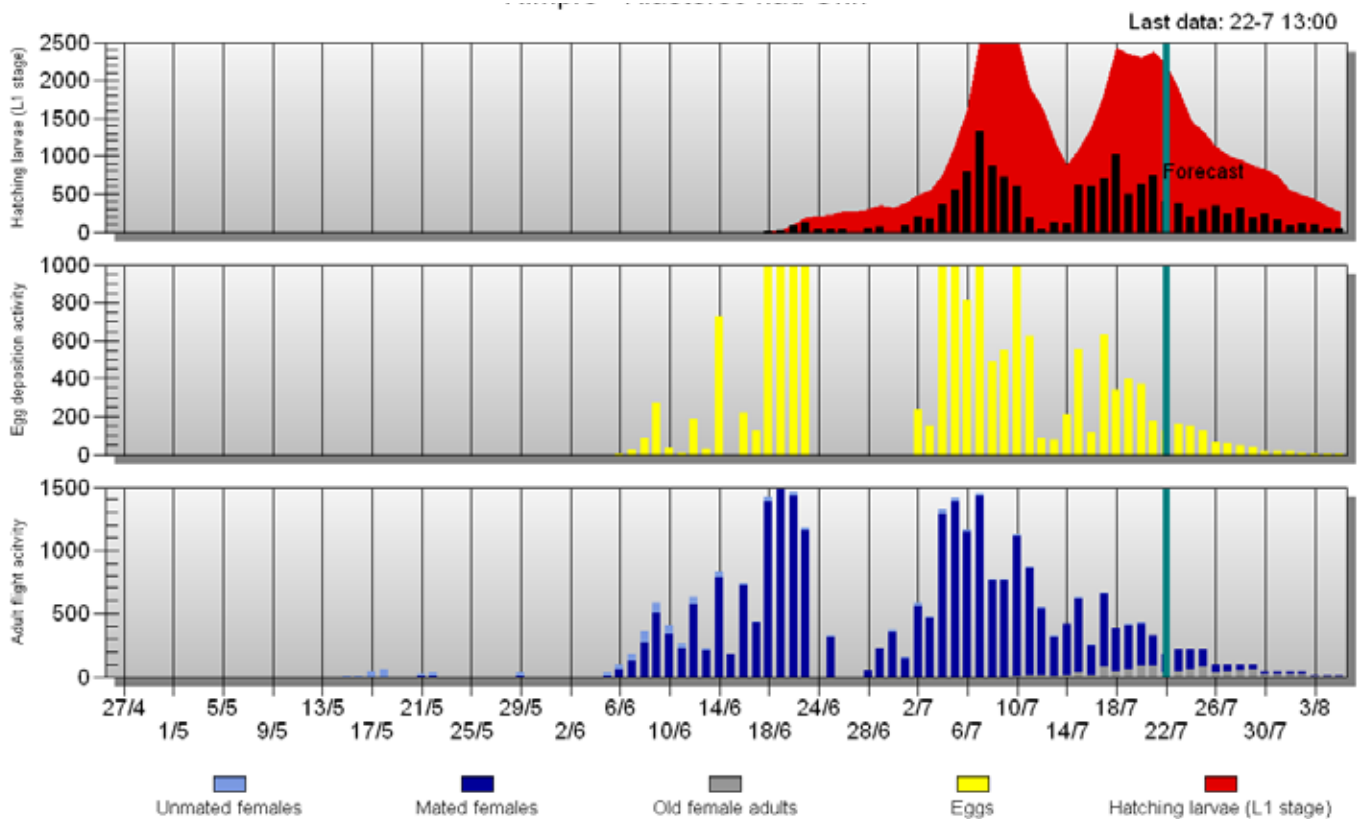 Last data: 22-7 13:00
Hatching larvae (L1 stage)
2500
2000
1500
1000
500
0
Forecast
Egg deposition activity
1000
800
600
400
200
0
Adult flight acitvity
1500
1000
500
0
27/4 5/5 13/5 21/5 29/5 6/6 14/6 24/6 2/7 10/7 18/7 26/7 3/8
1/5 9/5 17/5 25/5 2/6 10/6 18/6 28/6 6/7 14/7 22/7 30/7
Unmated females Mated females Old female adults Eggs Hatching larvae (L1 stage)